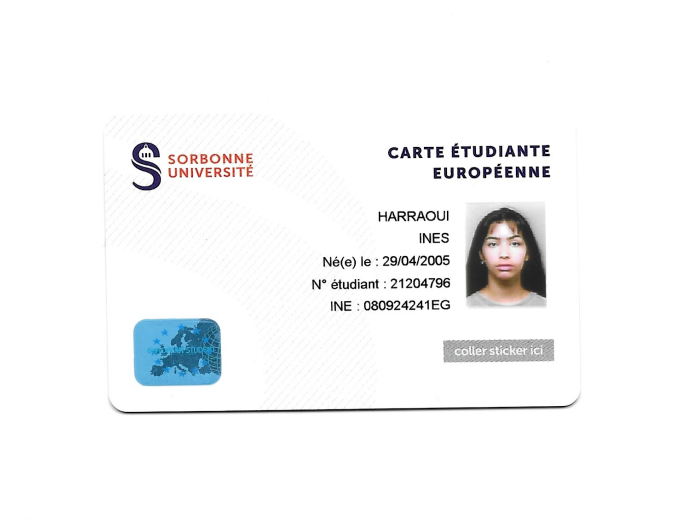 SORBONNE
UNIVERSITÉ
CARTE ÉTUDIANTE
EUROPÉENNE
HARRAOUI
INES
Né(e) le : 29/04/2005
N° étudiant : 21204796
INE : 080924241EG
coller sticker ici